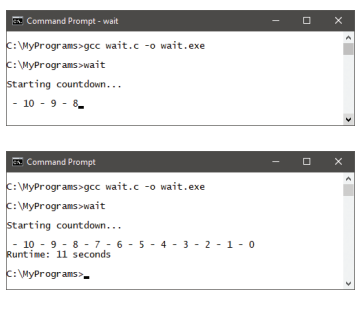 Command Prompt - wait
C:\MyPrograms>gcc wait.c -o wait.exe
C:\MyPrograms>wait
Starting countdown...
- 10 - 9 - 8
Command Prompt
C:\MyPrograms>gcc wait.c -o wait.exe
C:\MyPrograms>wait
Starting countdown...
- 10 - 9 - 8 - 7 - 6 - 5 - 4 - 3 - 2 - 1 - 0
Runtime: 11 seconds
C:\MyPrograms>